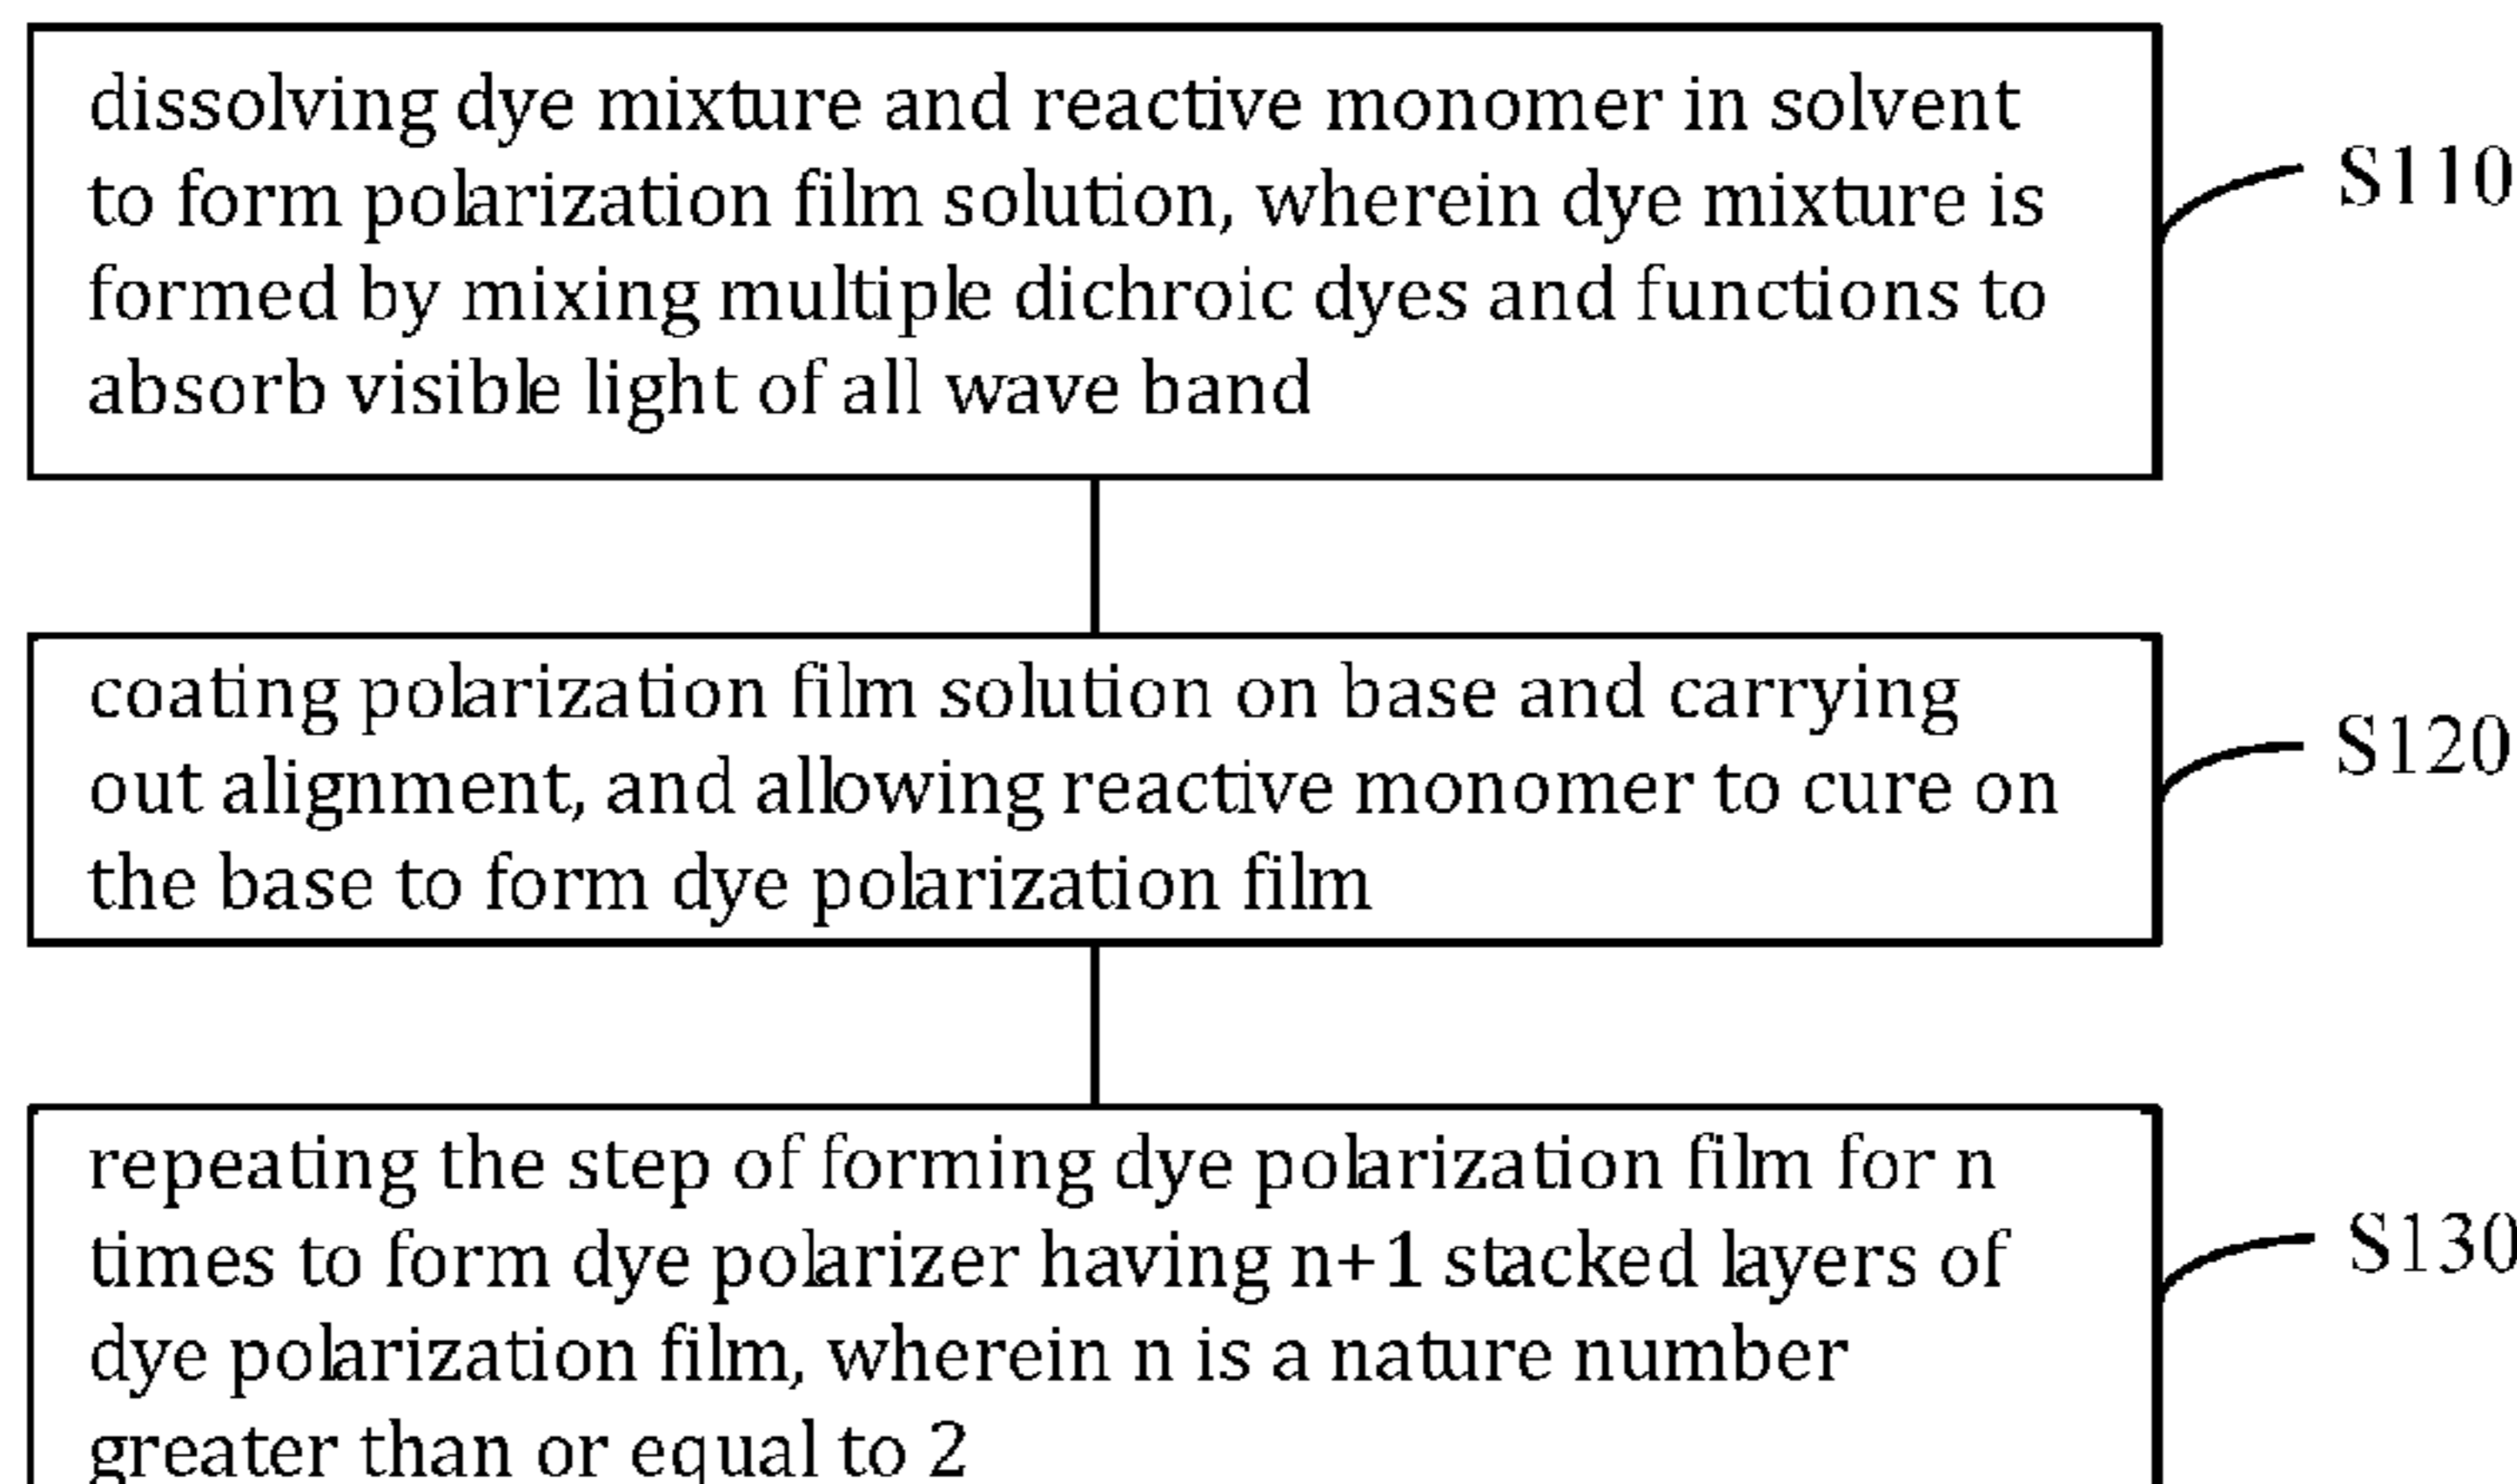 dissolving dye mixture and reactive monomer in solvent
to form polarization film solution, wherein dye mixture is
formed by mixing multiple dichroic dyes and functions to
absorb visible light of all wave band
S110
coating polarization film solution on base and carrying
out alignment, and allowing reactive monomer to cure on
the base to form dye polarization film
S120
repeating the step of forming dye polarization film for n
times to form dye polarizer having n+1 stacked layers of
dye polarization film, wherein n is a nature number
greater than or equal to 2
S130